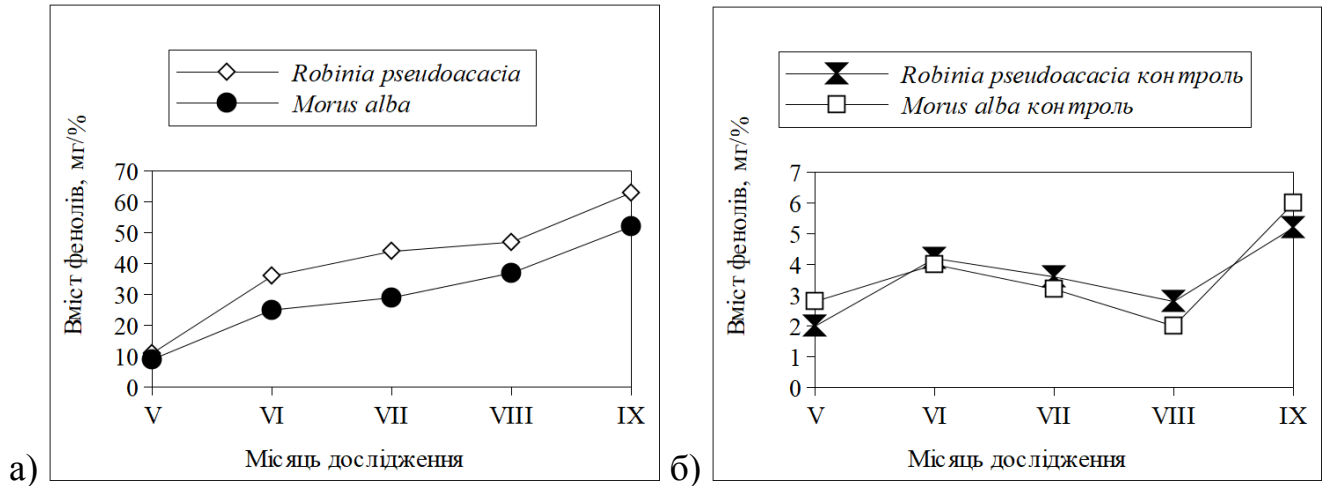 Robinia pseudoacacia
Morus alba
Вміст фенолів, мг/%
70
60
50
40
30
20
10
0
V VI VII VIII IX
Місяць дослідження
а)
Robinia pseudoacacia контроль
Morus alba контроль
Вміст фенолів, мг/%
7
6
5
4
3
2
1
0
V VI VII VIII IX
Місяць дослідження
б)